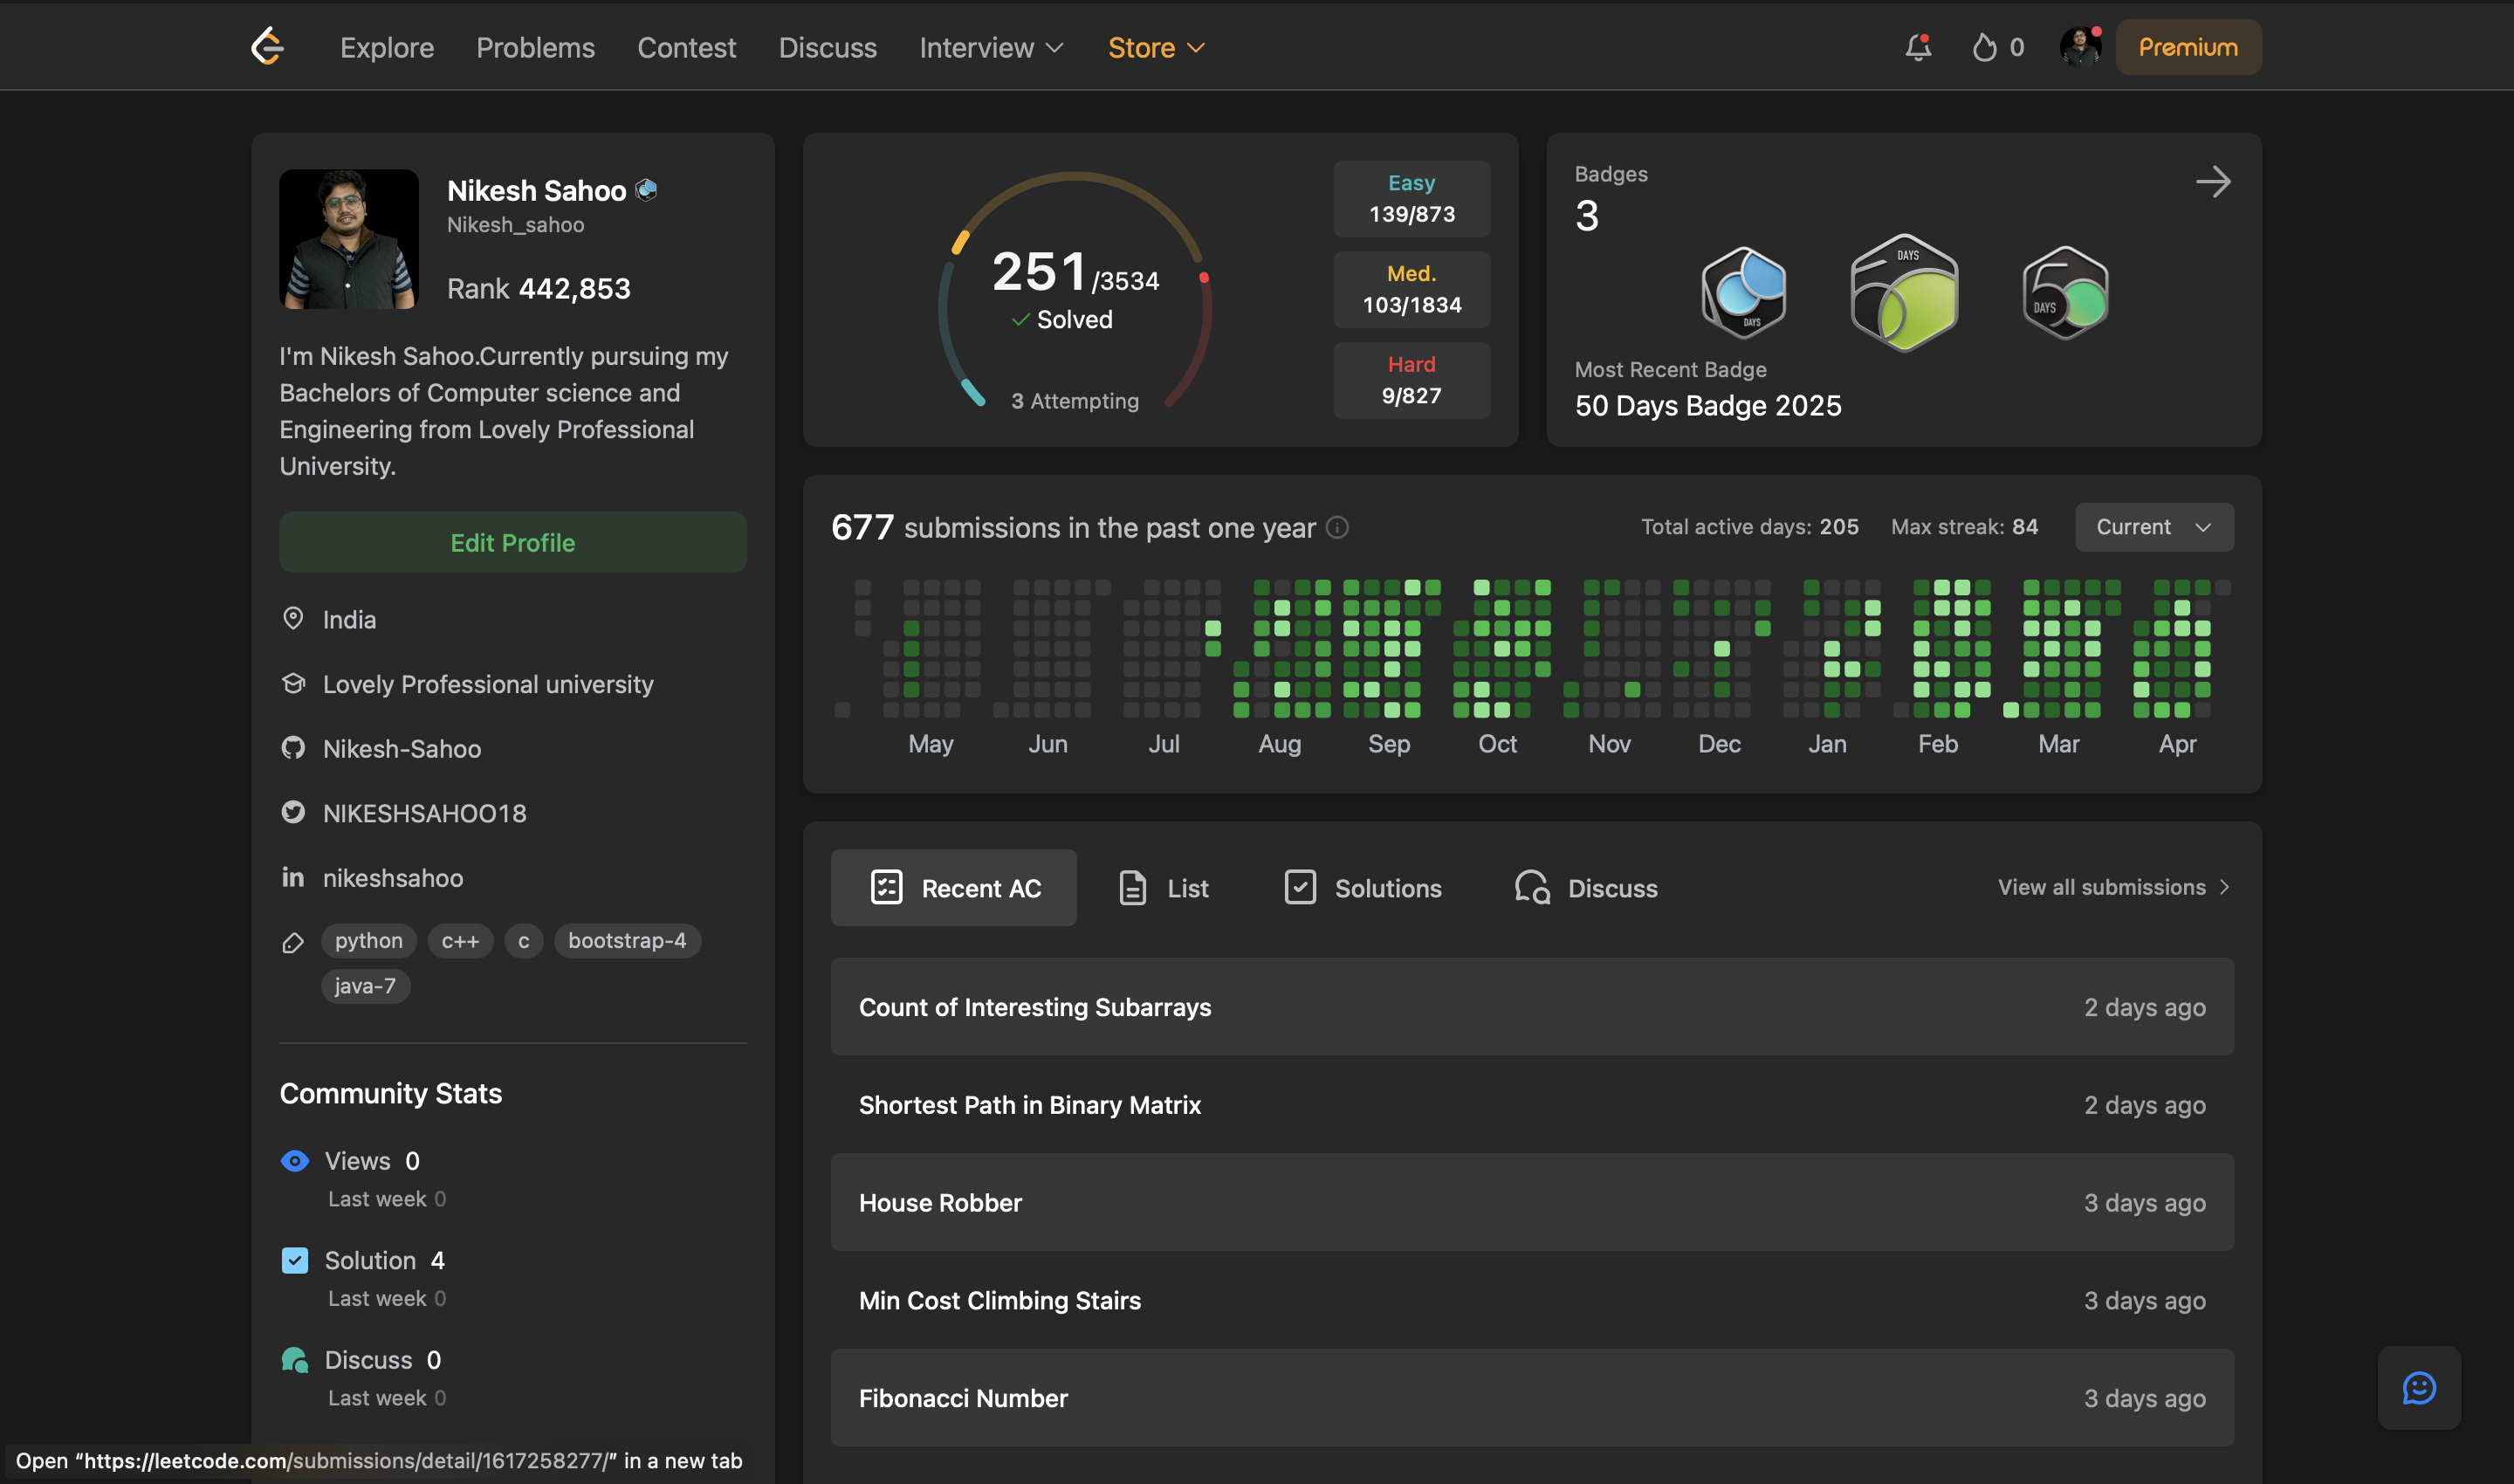 Explore Problems Contest Discuss Interview Store 0 Premium
Nikesh Sahoo
Nikesh_sahoo
Rank 442,853
I'm Nikesh Sahoo.Currently pursuing my
Bachelors of Computer science and
Engineering from Lovely Professional
University.
Edit Profile
India
Lovely Professional university
Nikesh-Sahoo
NIKESHSAHOO18
nikeshsahoo
python c++ c bootstrap-4
java-7
Community Stats
Views 0
Last week 0
Solution 4
Last week 0
Discuss 0
Last week 0
251/3534
Solved
3 Attempting
Easy
139/873
Med.
103/1834
Hard
9/827
Badges
3
DAYS
DAYS
5
DAYS
Most Recent Badge
50 Days Badge 2025
677 submissions in the past one year
Total active days: 205 Max streak: 84 Current
May Jun Jul Aug Sep Oct Nov Dec Jan Feb Mar Apr
Recent AC List Solutions Discuss View all submissions
Count of Interesting Subarrays 2 days ago
Shortest Path in Binary Matrix 2 days ago
House Robber 3 days ago
Min Cost Climbing Stairs 3 days ago
Fibonacci Number 3 days ago
Open “https://leetcode.com/submissions/detail/1617258277/” in a new tab